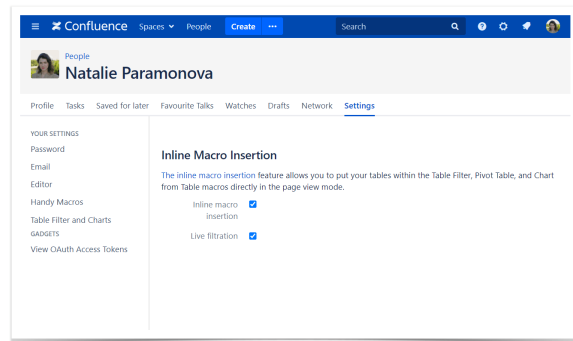 Confluence Spaces People Create ··· Search
People
Natalie Paramonova
Profile Tasks Saved for later Favourite Talks Watches Drafts Network Settings
YOUR SETTINGS
Password
Email
Editor
Handy Macros
Table Filter and Charts
GADGETS
View OAuth Access Tokens
Inline Macro Insertion
The inline macro insertion feature allows you to put your tables within the Table Filter, Pivot Table, and Chart
from Table macros directly in the page view mode.
Inline macro
insertion
Live filtration